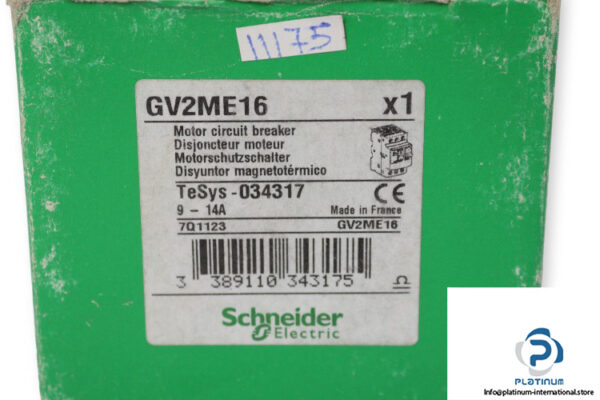 11175
GV2ME16 x1
Motor circuit breaker
Disjoncteur moteur
Motorschutzschalter
Disyuntor magnetotérmico
TeSys - 034317 CE
9 - 14A Made in France
7Q1123 GV2ME16
3 389110 343175
Schneider
Electric
PLATINUM
https://platinum-international.store